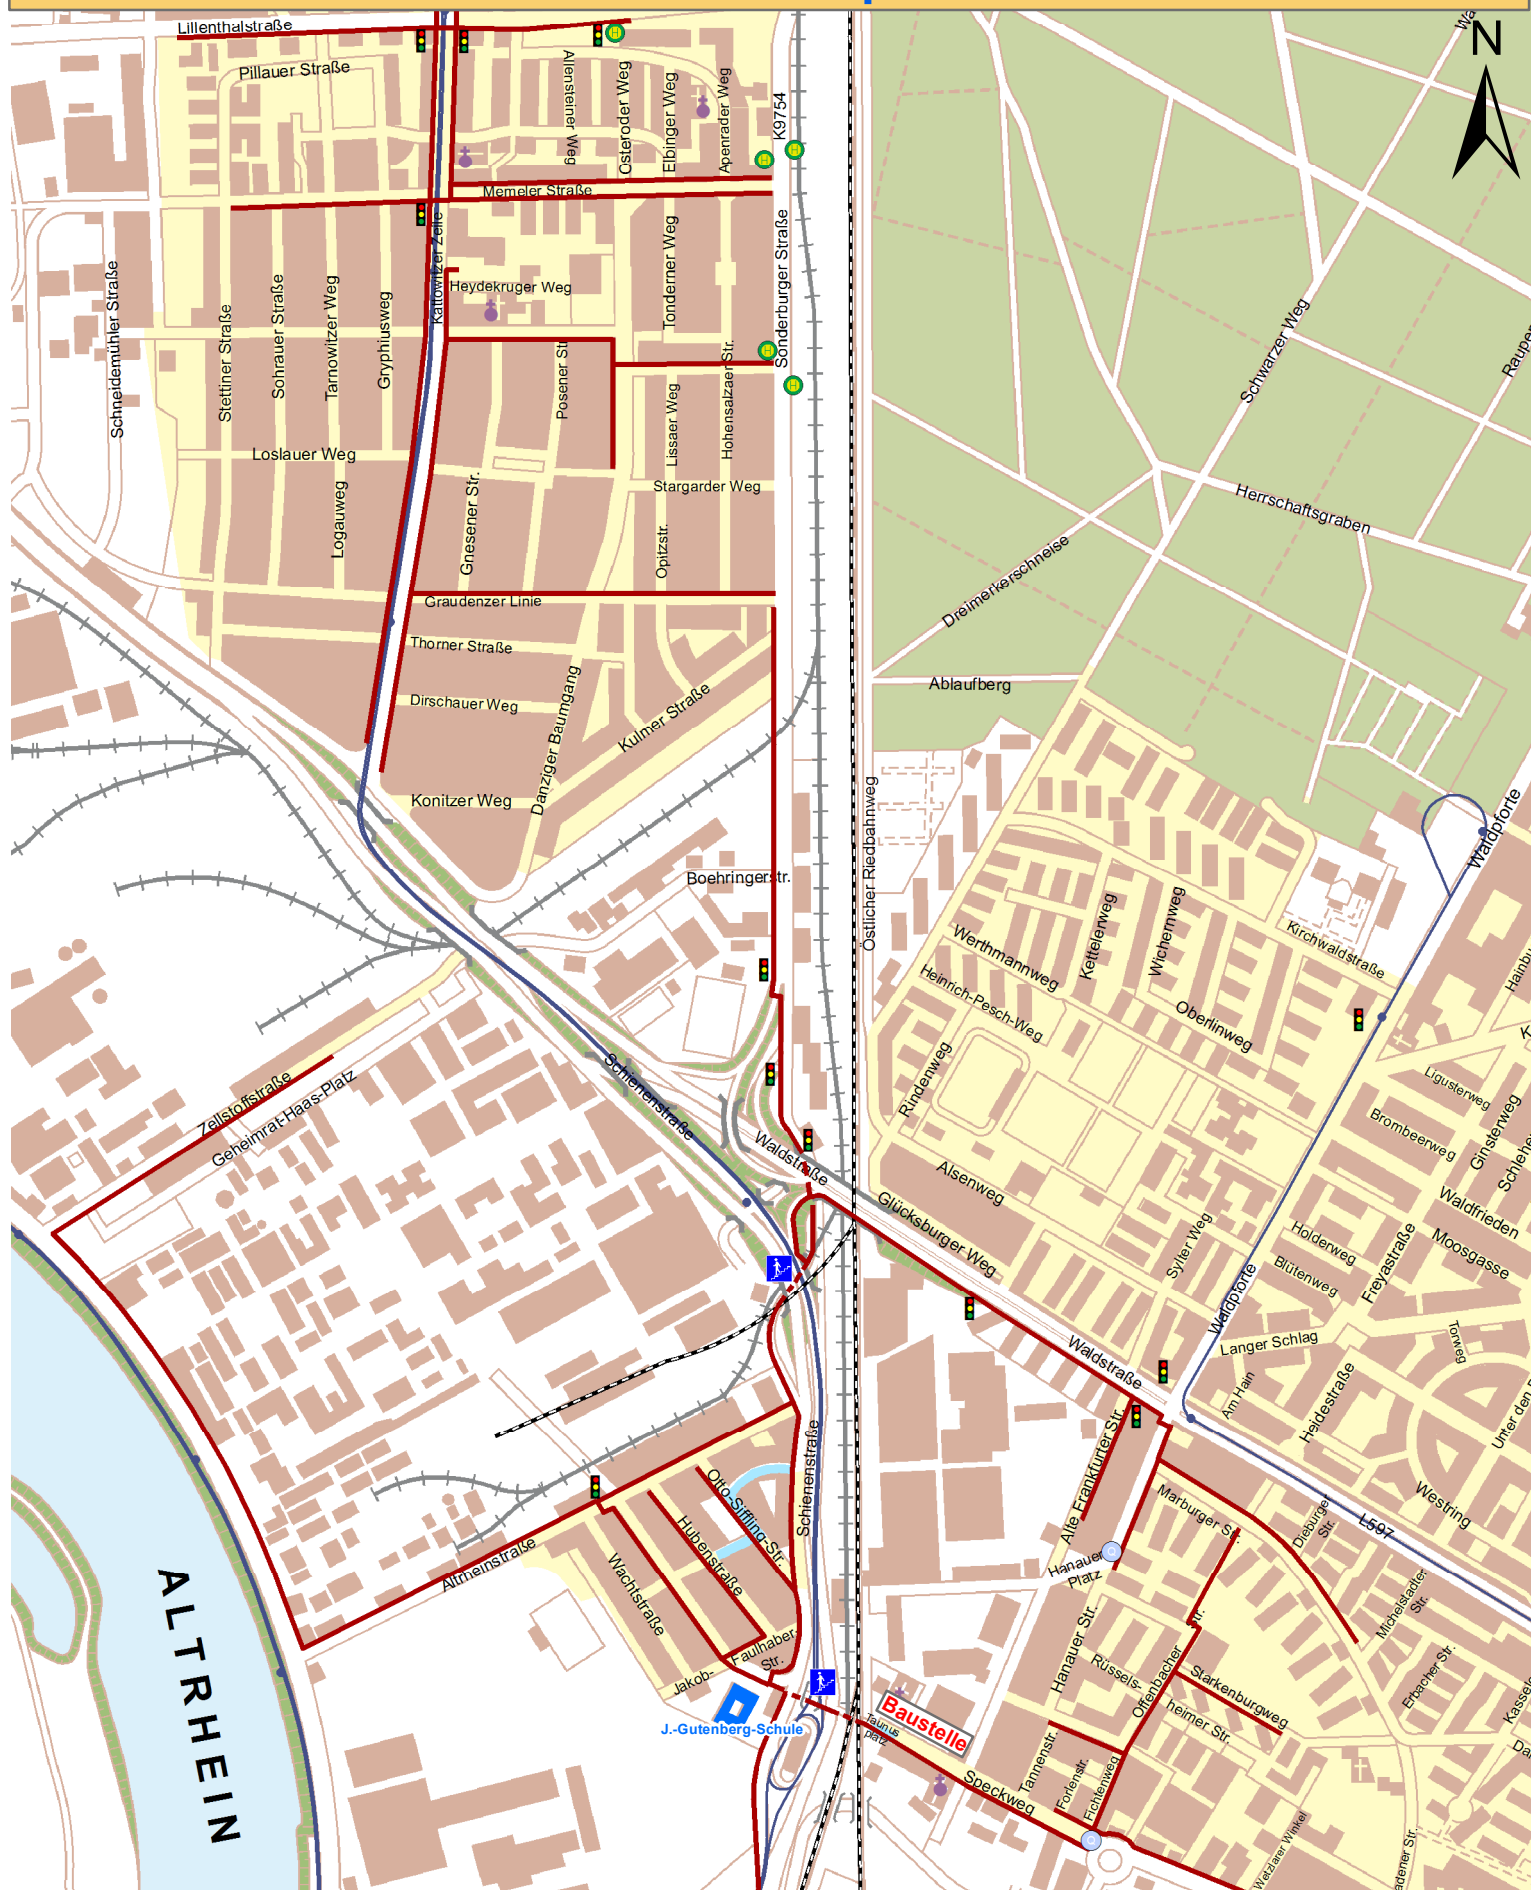 Lillenthalstraße
Pillauer Straße
Allensteiner Weg
Osteroder Weg
Elbinger Weg
Apenrader Weg
K9754
N
Memeler Straße
Kattowitzer Zeile
Heydekruger Weg
Tonderner Weg
Sonderburger Straße
Schneidemühler Straße
Stettiner Straße
Sohrauer Straße
Tarnowitzer Weg
Gryphiusweg
Posener Str.
Lissaer Weg
Hohensalzaer Str.
Schwarzer Weg
Loslauer Weg
Logauweg
Gnesener Str.
Stargarder Weg
Opitzstr.
Herrschaftsgraben
Dreimerkerschneise
Graudenzer Linie
Thorner Straße
Dirschauer Weg
Danziger Baumgang
Kulmer Straße
Konitzer Weg
Ablaufberg
Östlicher Riedbahnweg
Waldpforte
Boehringerstr.
Werthmannweg
Kettelerweg
Wichernweg
Kirchwaldstraße
Heinrich-Pesch-Weg
Oberlinweg
Rindenweg
Zellstoffstraße
Geheimrat-Haas-Platz
Schienenstraße
Waldstraße
Alsenweg
Glücksburger Weg
Sylter Weg
Ligusterweg
Brombeerweg
Ginsterweg
Waldfrieden
Moosgasse
Holderweg
Blütenweg
Freyastraße
Waldpforte
Langer Schlag
Torweg
Waldstraße
Am Hain
Heidestraße
Westring
L597
Alte Frankfurter Str.
Marburger Str.
Dieburger
Str.
Hanauer
Platz
Otto-Siffling-Str.
Hubenstraße
Wachtstraße
Altrheinstraße
Schienenstraße
Jakob-
Faulhaber-
Str.
J.-Gutenberg-Schule
ALTRHEIN
Baustelle
Taunus
platz
Speckweg
Hanauer Str.
Rüssels-
heimer Str.
Offenbacher
Str.
Starkenburgweg
Michelstadter
Str.
Erbacher Str.
Tannenstr.
Forlenstr.
Fichtenweg
Wetzlarer Winkel